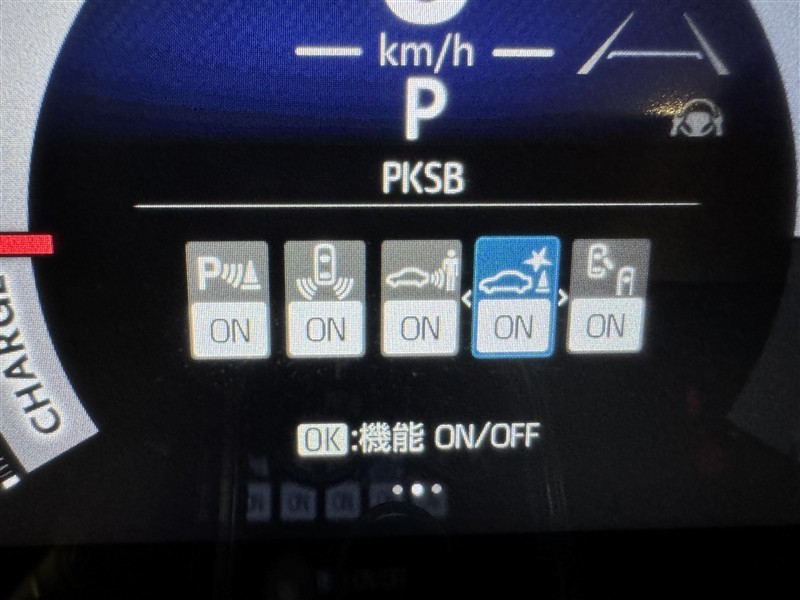 km/h
P
PKSB
P
ON ON ON ON ON
OK:機能 ON/OFF
CHARGE